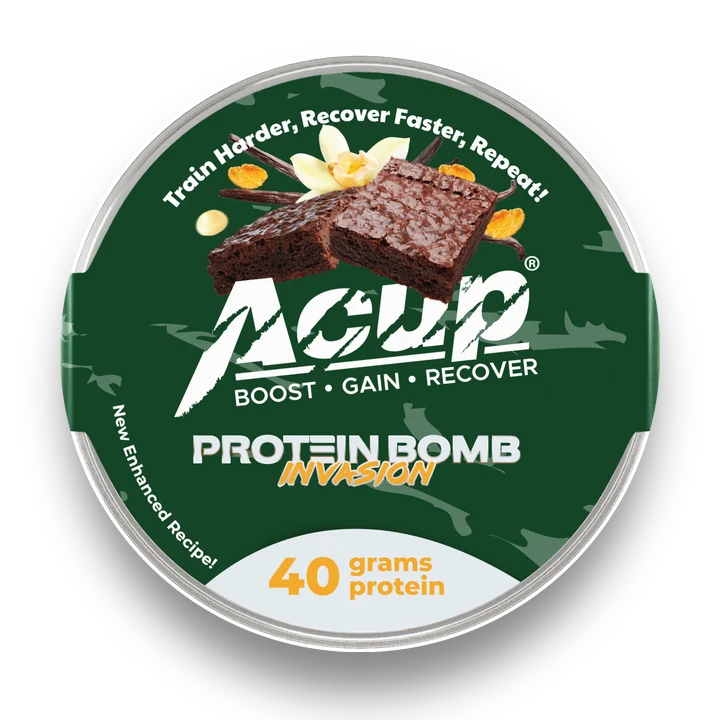 Train Harder, Recover Faster, Repeat!
Acup®
BOOST • GAIN • RECOVER
PROTEIN BOMB
INVASION
New Enhanced Recipe!
40 grams
protein